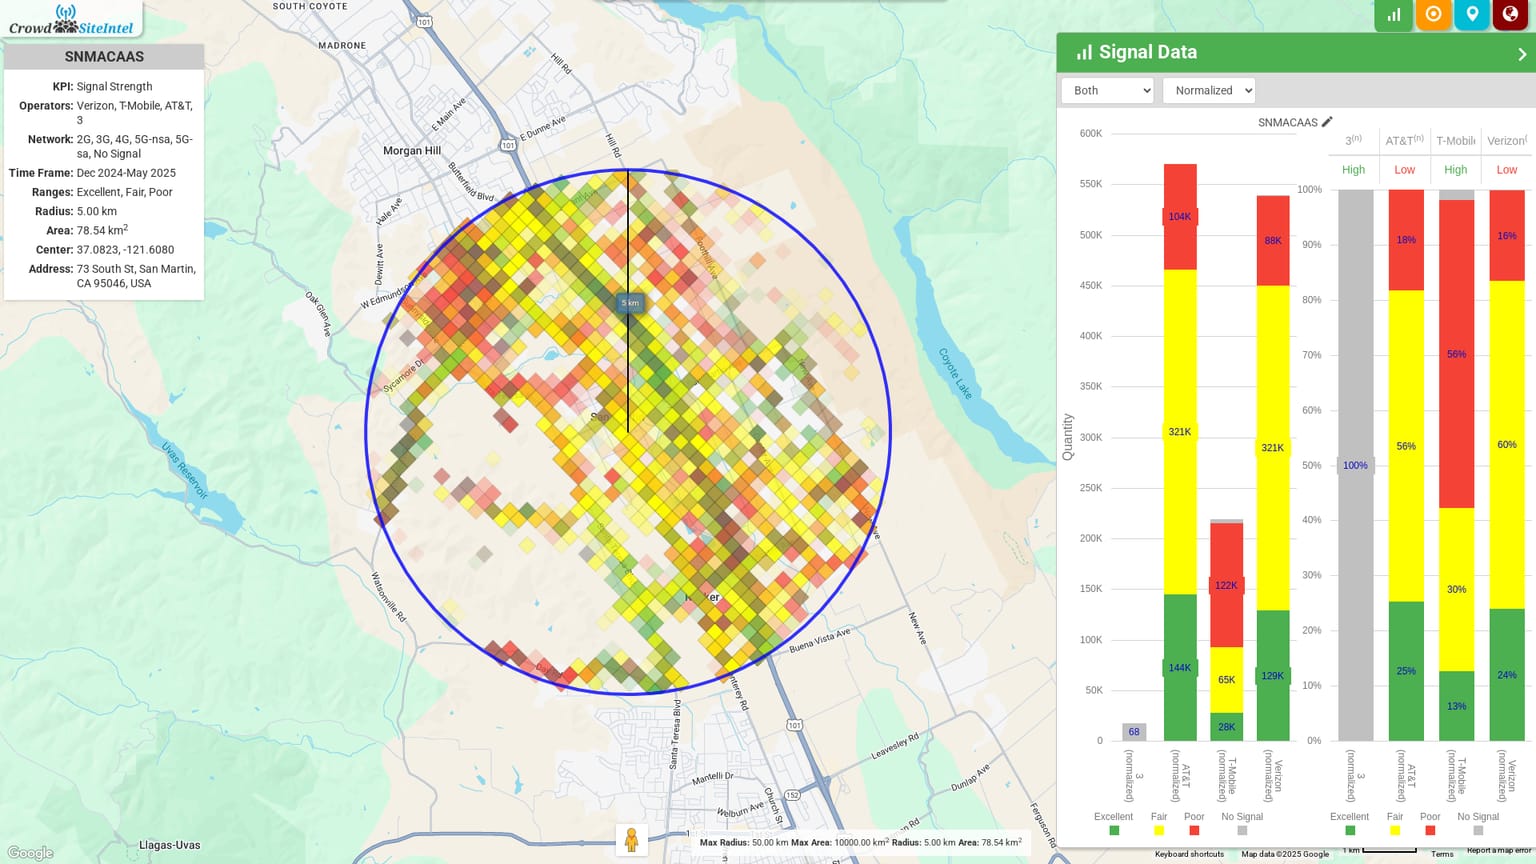 Crowd SiteIntel
SNMACAAS
KPI: Signal Strength
Operators: Verizon, T-Mobile, AT&T,
3
Network: 2G, 3G, 4G, 5G-nsa, 5G-
sa, No Signal
Time Frame: Dec 2024-May 2025
Ranges: Excellent, Fair, Poor
Radius: 5.00 km
Area: 78.54 km²
Center: 37.0823, -121.6080
Address: 73 South St, San Martin,
CA 95046, USA
SOUTH COYOTE
MADRONE
101
Hill Rd
E Main Ave
E Dunne Ave
101
Hill Rd
Morgan Hill
Butterfield Blvd
Hale Ave
Dewitt Ave
W Edmundson
Oak Glen Ave
Sycamore Dr
Foothill Ave
5 km
San
Coyote Lake
Uvas Reservoir
Watsonville Rd
New Ave
Buena Vista Ave
Monterey Rd
Santa Teresa Blvd
101
Leavesley Rd
Mantelli Dr
Dunlap Ave
152
Church St
Welburn Ave
Ferguson Rd
Llagas-Uvas
Google
Max Radius: 50.00 km Max Area: 10000.00 km² Radius: 5.00 km Area: 78.54 km²
Signal Data
Both
Normalized
SNMACAAS
600K
550K
500K
450K
400K
350K
300K
250K
200K
150K
100K
50K
0
Quantity
104K
321K
144K
122K
65K
28K
88K
321K
129K
68
3 (normalized)
AT&T (normalized)
T-Mobile (normalized)
Verizon (normalized)
Excellent Fair Poor No Signal
3(n) AT&T(n) T-Mobile Verizon(
High Low High Low
100%
90%
80%
70%
60%
50%
40%
30%
20%
10%
0%
100%
18%
56%
25%
56%
30%
13%
16%
60%
24%
3 (normalized)
AT&T (normalized)
T-Mobile (normalized)
Verizon (normalized)
Excellent Fair Poor No Signal
Keyboard shortcuts Map data ©2025 Google 1 km Terms Report a map error